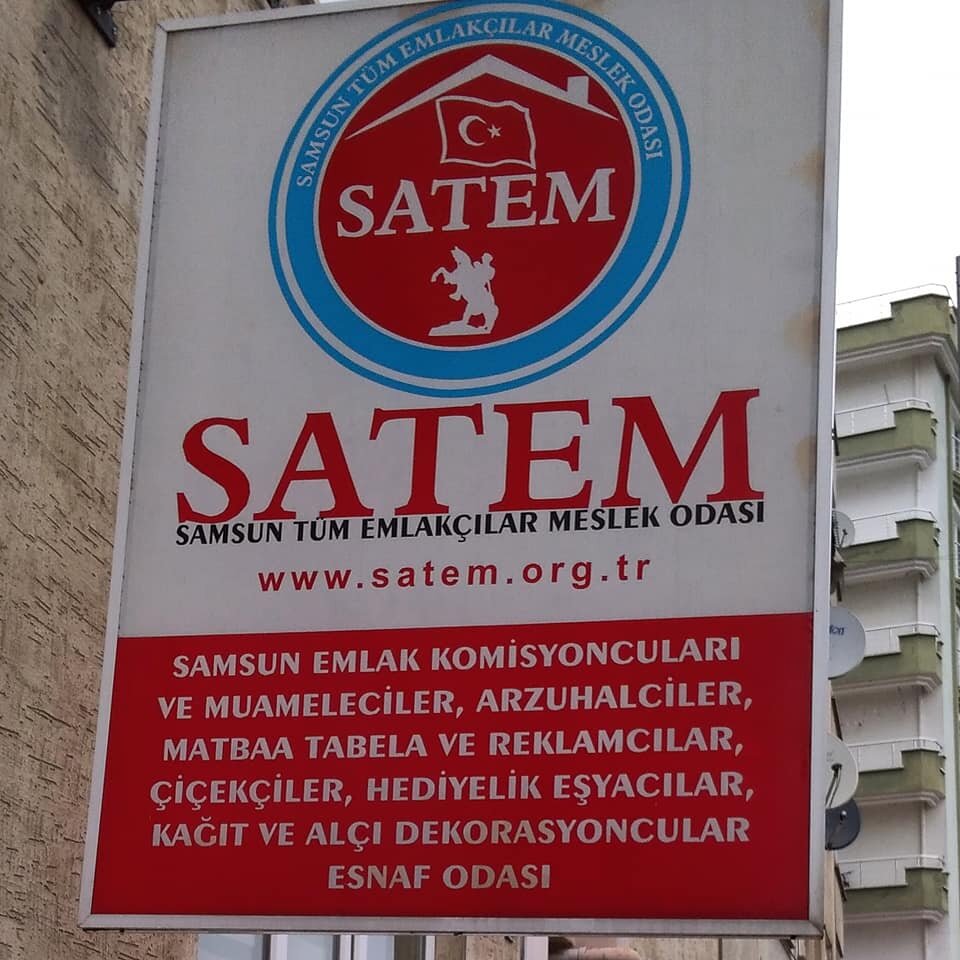 SAMSUN TÜM EMLAKÇILAR MESLEK ODASI
SATEM
SATEM
SAMSUN TÜM EMLAKÇILAR MESLEK ODASI
www.satem.org.tr
SAMSUN EMLAK KOMİSYONCULARI
VE MUAMELECİLER, ARZUHALCİLER,
MATBAA TABELA VE REKLAMCILAR,
ÇİÇEKÇİLER, HEDİYELİK EŞYACILAR,
KAĞIT VE ALÇI DEKORASYONCULAR
ESNAF ODASI